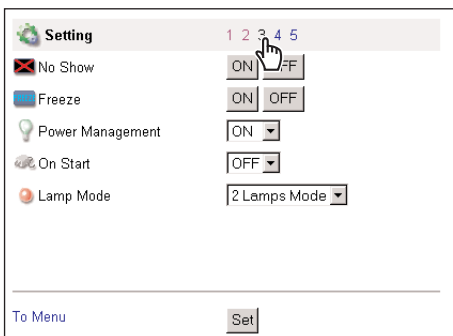 Setting 1 2 3 4 5
No Show ON FF
Freeze ON OFF
Power Management ON
On Start OFF
Lamp Mode 2 Lamps Mode
To Menu Set